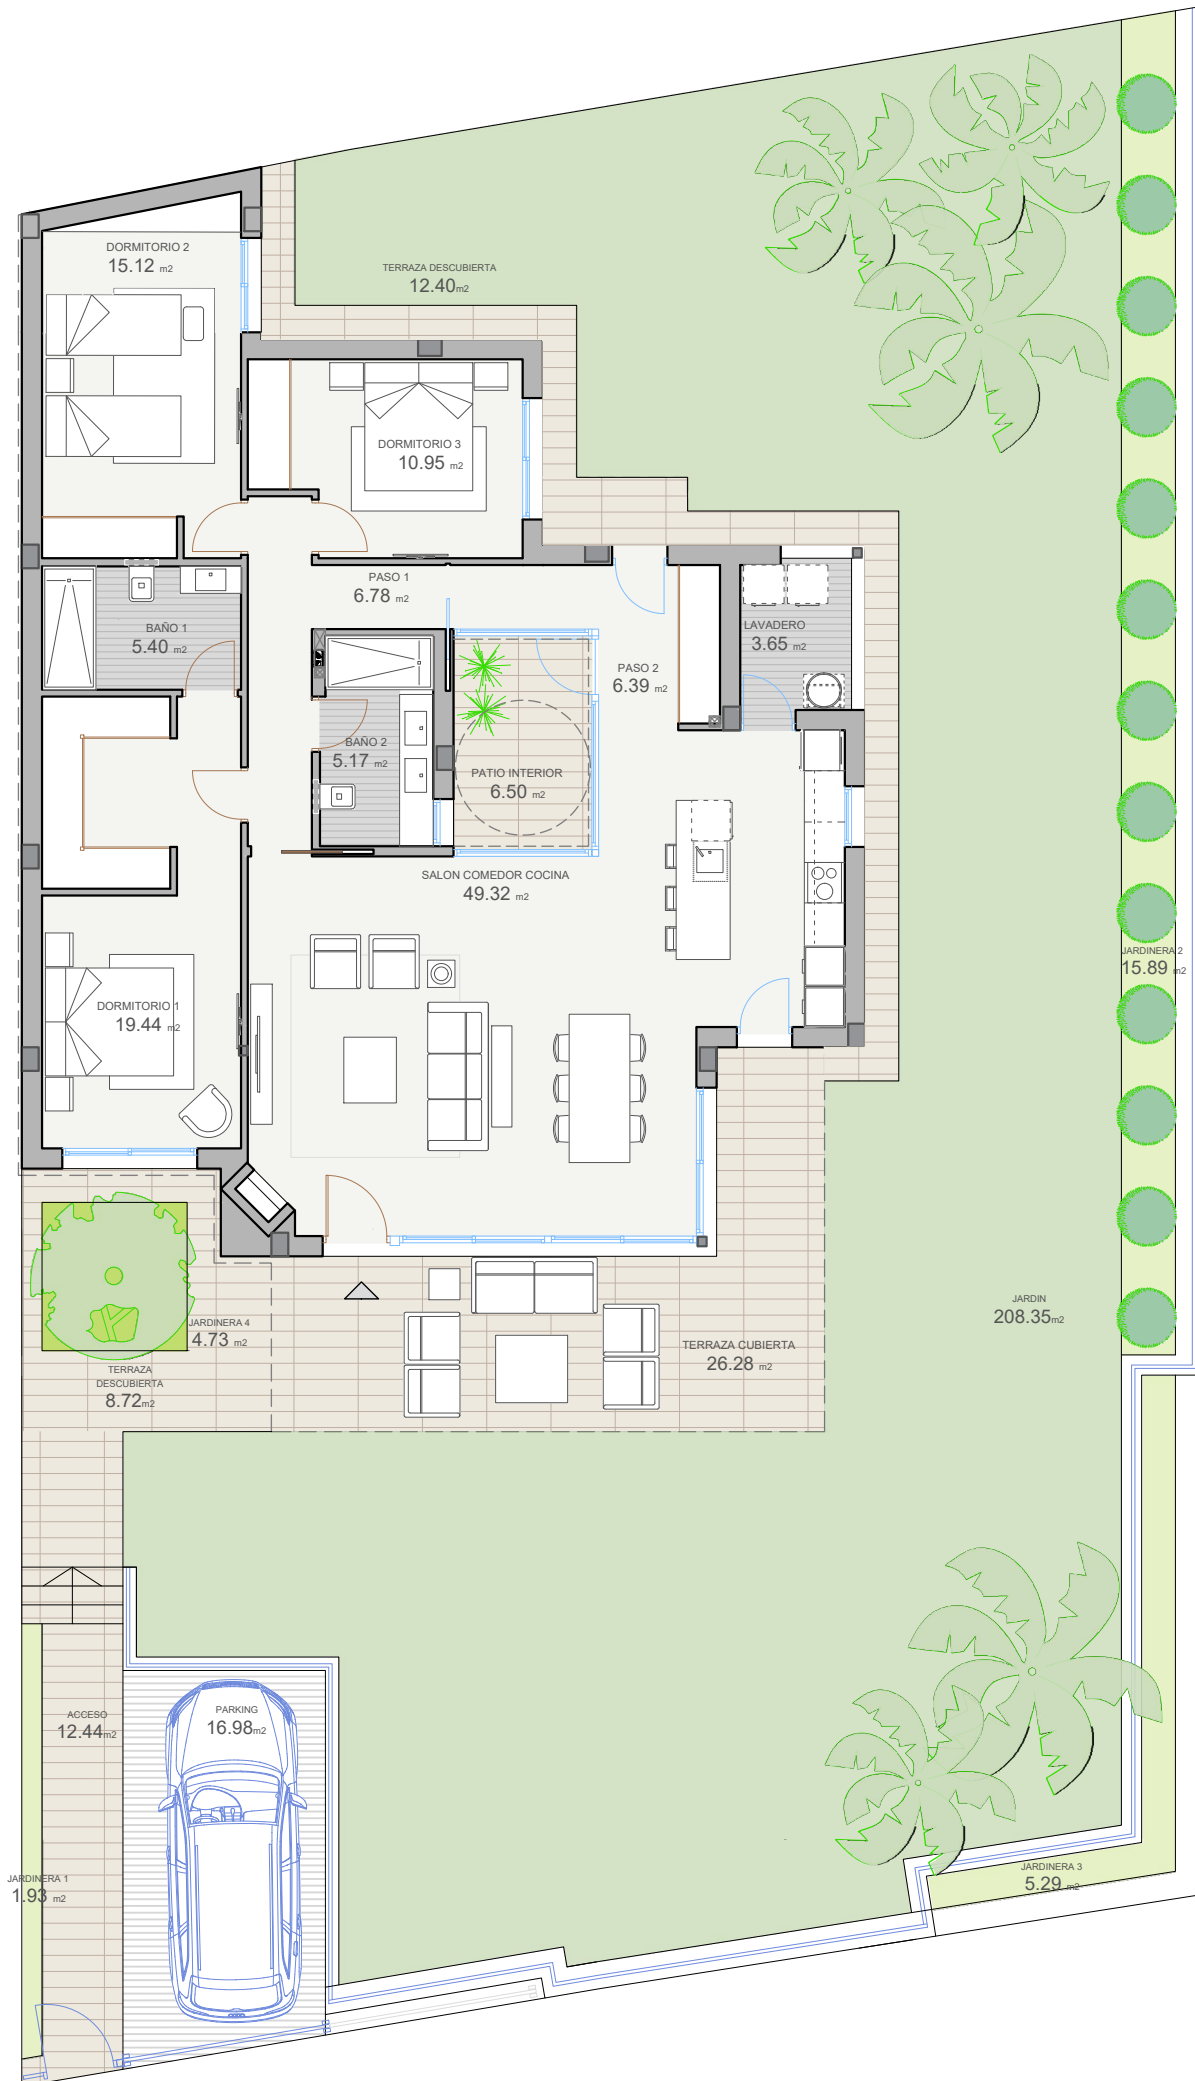 DORMITORIO 2
15.12 m2
TERRAZA DESCUBIERTA
12.40m2
DORMITORIO 3
10.95 m2
PASO 1
6.78 m2
BAÑO 1
5.40 m2
LAVADERO
3.65 m2
PASO 2
6.39 m2
BAÑO 2
5.17 m2
PATIO INTERIOR
6.50 m2
SALON COMEDOR COCINA
49.32 m2
JARDINERA 2
15.89 m2
DORMITORIO 1
19.44 m2
JARDIN
208.35m2
JARDINERA 4
4.73 m2
TERRAZA CUBIERTA
26.28 m2
TERRAZA
DESCUBIERTA
8.72m2
ACCESO
12.44m2
PARKING
16.98m2
JARDINERA 1
1.93 m2
JARDINERA 3
5.29 m2